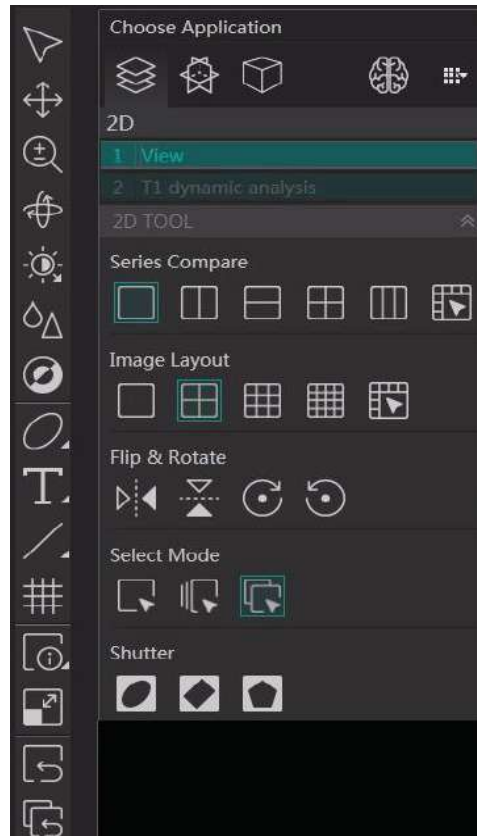 Choose Application
2D
1 View
2 T1 dynamic analysis
2D TOOL
Series Compare
Image Layout
Flip & Rotate
Select Mode
Shutter